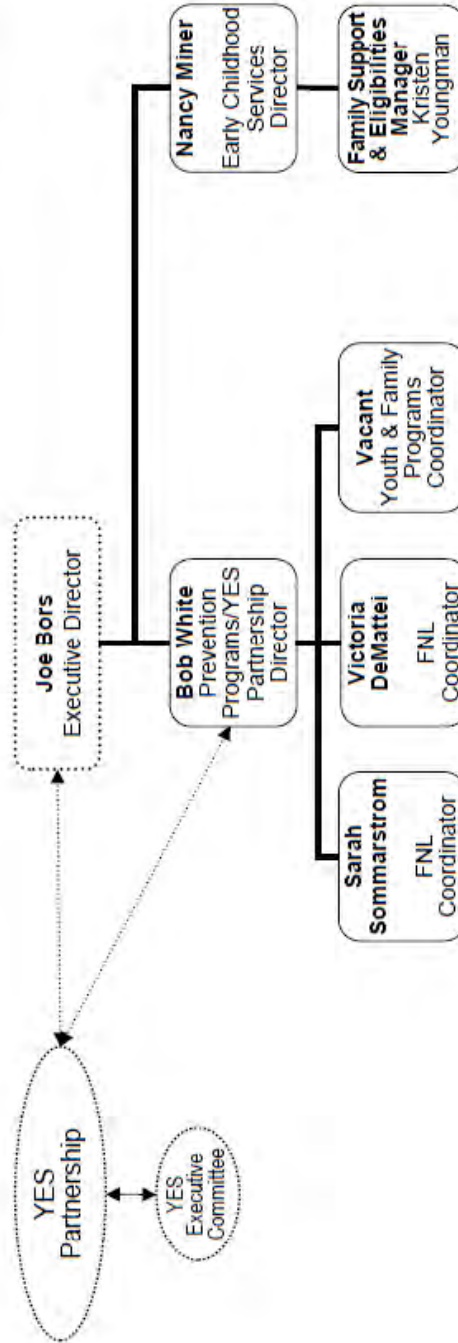 YES
Partnership
YES
Executive
Committee
Joe Bors
Executive Director
Bob White
Prevention
Programs/YES
Partnership
Director
Nancy Miner
Early Childhood
Services
Director
Sarah
Sommarstrom
FNL
Coordinator
Victoria
DeMattei
FNL
Coordinator
Vacant
Youth & Family
Programs
Coordinator
Family Support
& Eligibilities
Manager
Kristen
Youngman